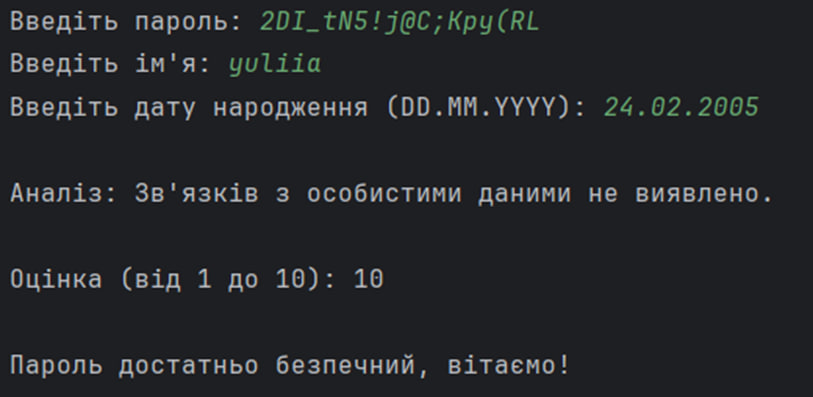 Введіть пароль: 2DI_tN5!j@C;Kpy(RL
Введіть ім'я: yuliia
Введіть дату народження (DD.MM.YYYY): 24.02.2005
Аналіз: Зв'язків з особистими даними не виявлено.
Оцінка (від 1 до 10): 10
Пароль достатньо безпечний, вітаємо!